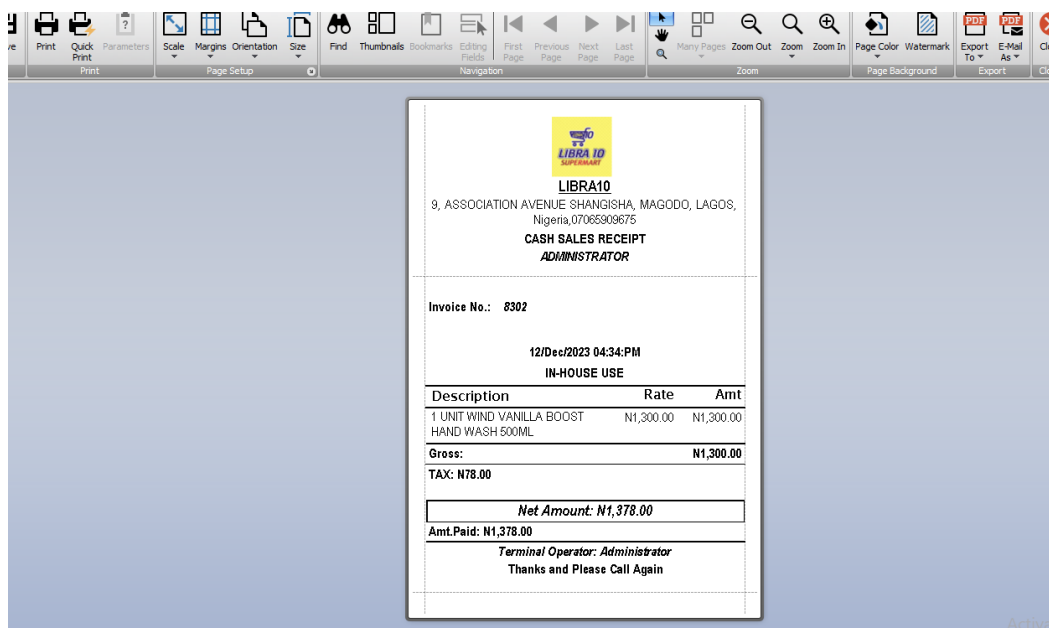 Print Quick Print Parameters Scale Margins Orientation Size Find Thumbnails Bookmarks Editing Fields First Page Previous Page Next Page Last Page Many Pages Zoom Out Zoom Zoom In Page Color Watermark Export To E-Mail As
Print Page Setup Navigation Zoom Page Background Export
LIBRA 10
SUPERMART
LIBRA10
9, ASSOCIATION AVENUE SHANGISHA, MAGODO, LAGOS,
Nigeria,07065909675
CASH SALES RECEIPT
ADMINISTRATOR
Invoice No.: 8302
12/Dec/2023 04:34:PM
IN-HOUSE USE
Description Rate Amt
1 UNIT WIND VANILLA BOOST N1,300.00 N1,300.00
HAND WASH 500ML
Gross: N1,300.00
TAX: N78.00
Net Amount: N1,378.00
Amt.Paid: N1,378.00
Terminal Operator: Administrator
Thanks and Please Call Again